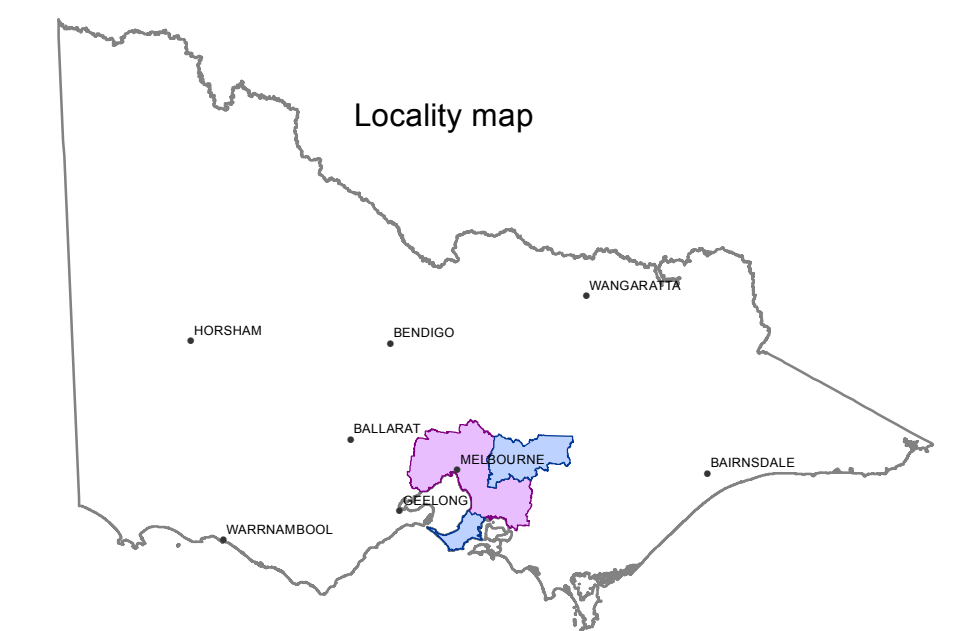 Locality map
WANGARATTA
HORSHAM
BENDIGO
BALLARAT
MELBOURNE
BAIRNSDALE
GEELONG
WARRNAMBOOL